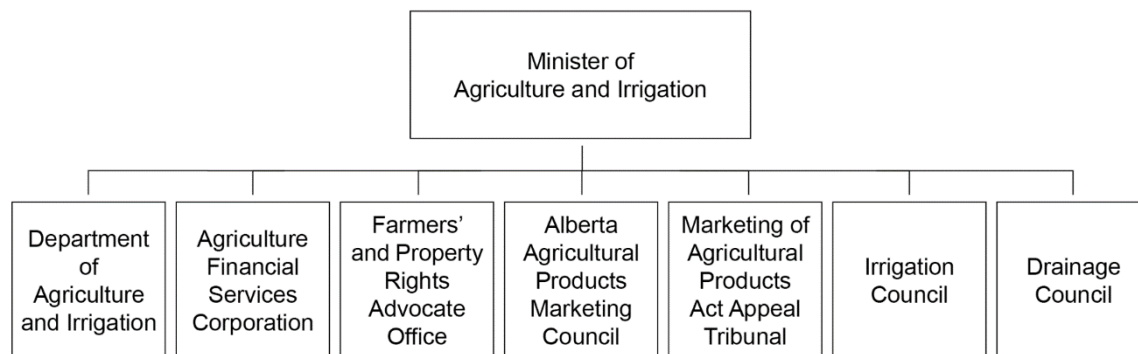 Minister of
Agriculture and Irrigation
Department
of
Agriculture
and Irrigation
Agriculture
Financial
Services
Corporation
Farmers’
and Property
Rights
Advocate
Office
Alberta
Agricultural
Products
Marketing
Council
Marketing of
Agricultural
Products
Act Appeal
Tribunal
Irrigation
Council
Drainage
Council